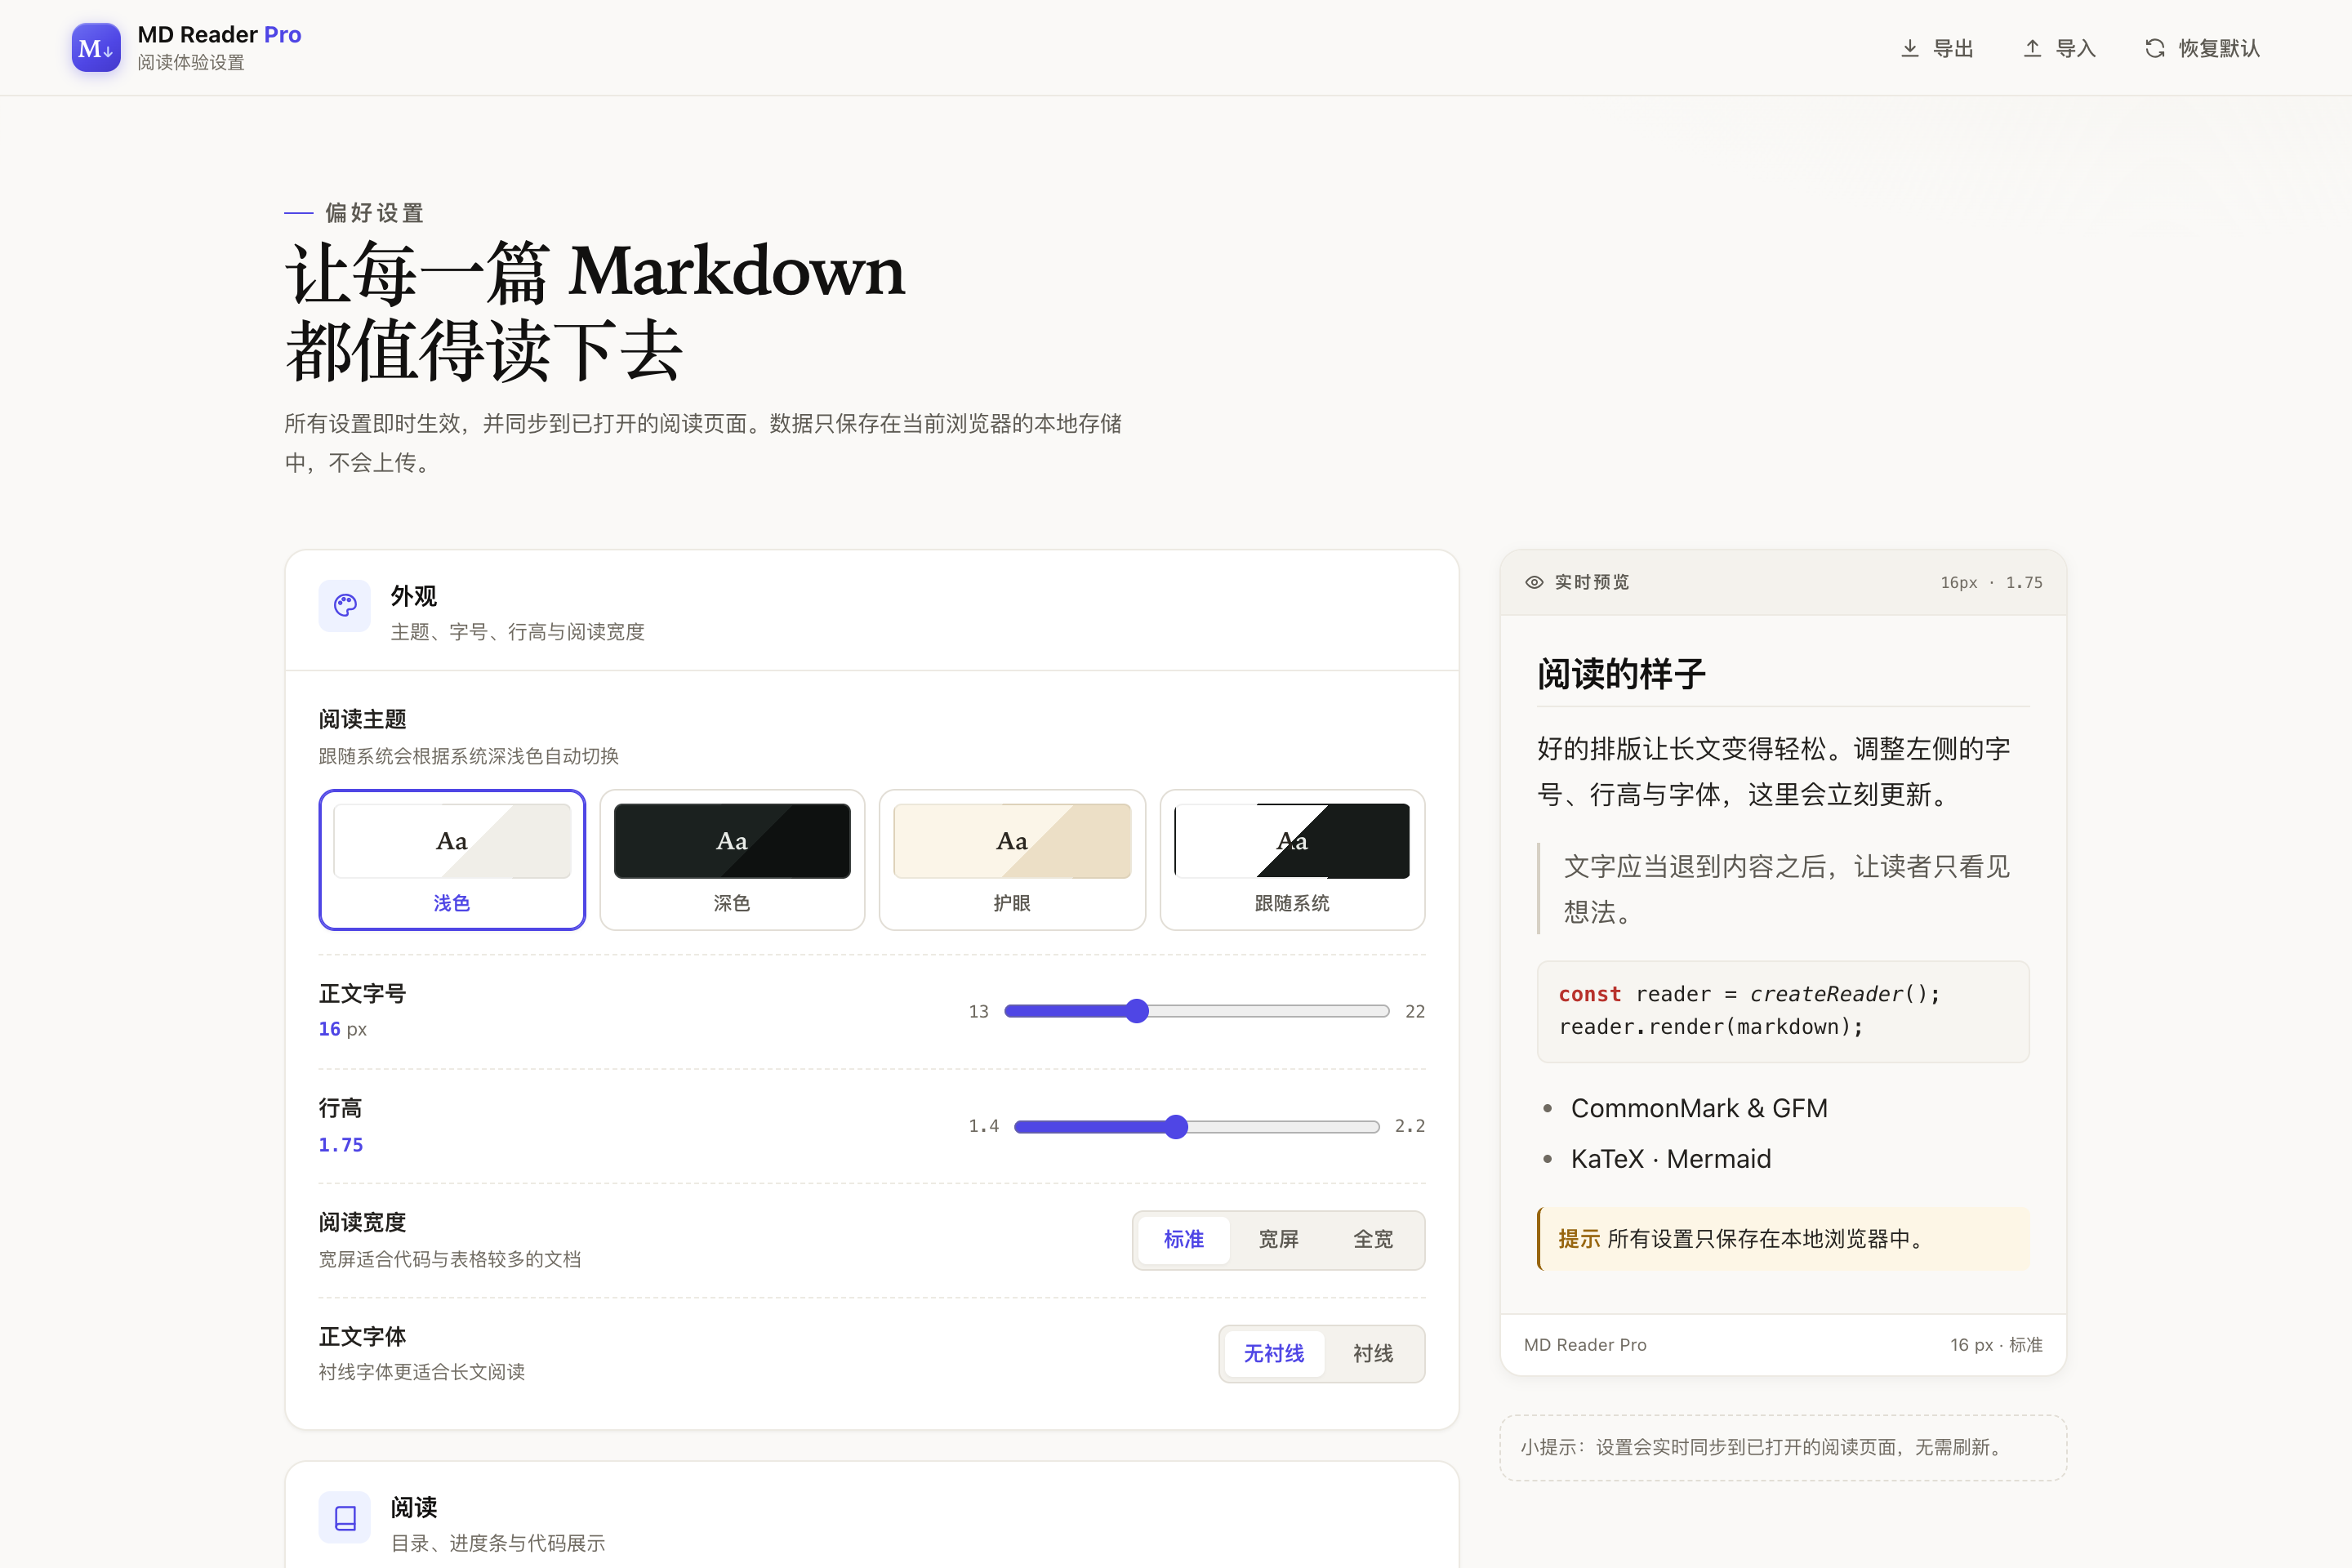 M↓
MD Reader Pro
阅读体验设置
导出
导入
恢复默认
偏好设置
让每一篇 Markdown
都值得读下去
所有设置即时生效，并同步到已打开的阅读页面。数据只保存在当前浏览器的本地存储
中，不会上传。
外观
主题、字号、行高与阅读宽度
阅读主题
跟随系统会根据系统深浅色自动切换
Aa
浅色
Aa
深色
Aa
护眼
Aa
跟随系统
正文字号
16 px
13
22
行高
1.75
1.4
2.2
阅读宽度
宽屏适合代码与表格较多的文档
标准
宽屏
全宽
正文字体
衬线字体更适合长文阅读
无衬线
衬线
阅读
目录、进度条与代码展示
实时预览
16px · 1.75
阅读的样子
好的排版让长文变得轻松。调整左侧的字
号、行高与字体，这里会立刻更新。
文字应当退到内容之后，让读者只看见
想法。
const reader = createReader();
reader.render(markdown);
• CommonMark & GFM
• KaTeX · Mermaid
提示 所有设置只保存在本地浏览器中。
MD Reader Pro
16 px · 标准
小提示：设置会实时同步到已打开的阅读页面，无需刷新。